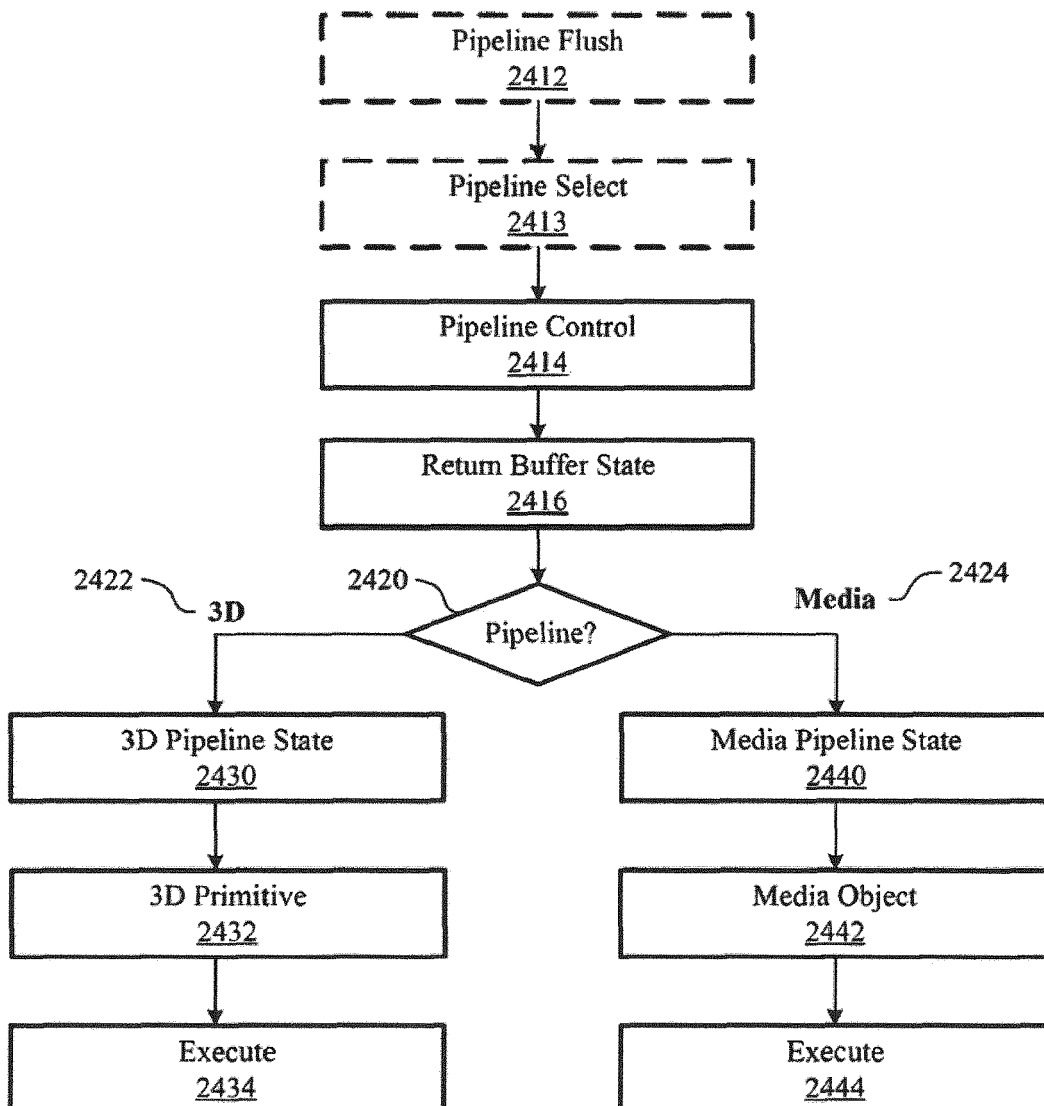 Pipeline Flush
2412
Pipeline Select
2413
Pipeline Control
2414
Return Buffer State
2416
2422
2420
2424
3D
Media
Pipeline?
3D Pipeline State
2430
Media Pipeline State
2440
3D Primitive
2432
Media Object
2442
Execute
2434
Execute
2444